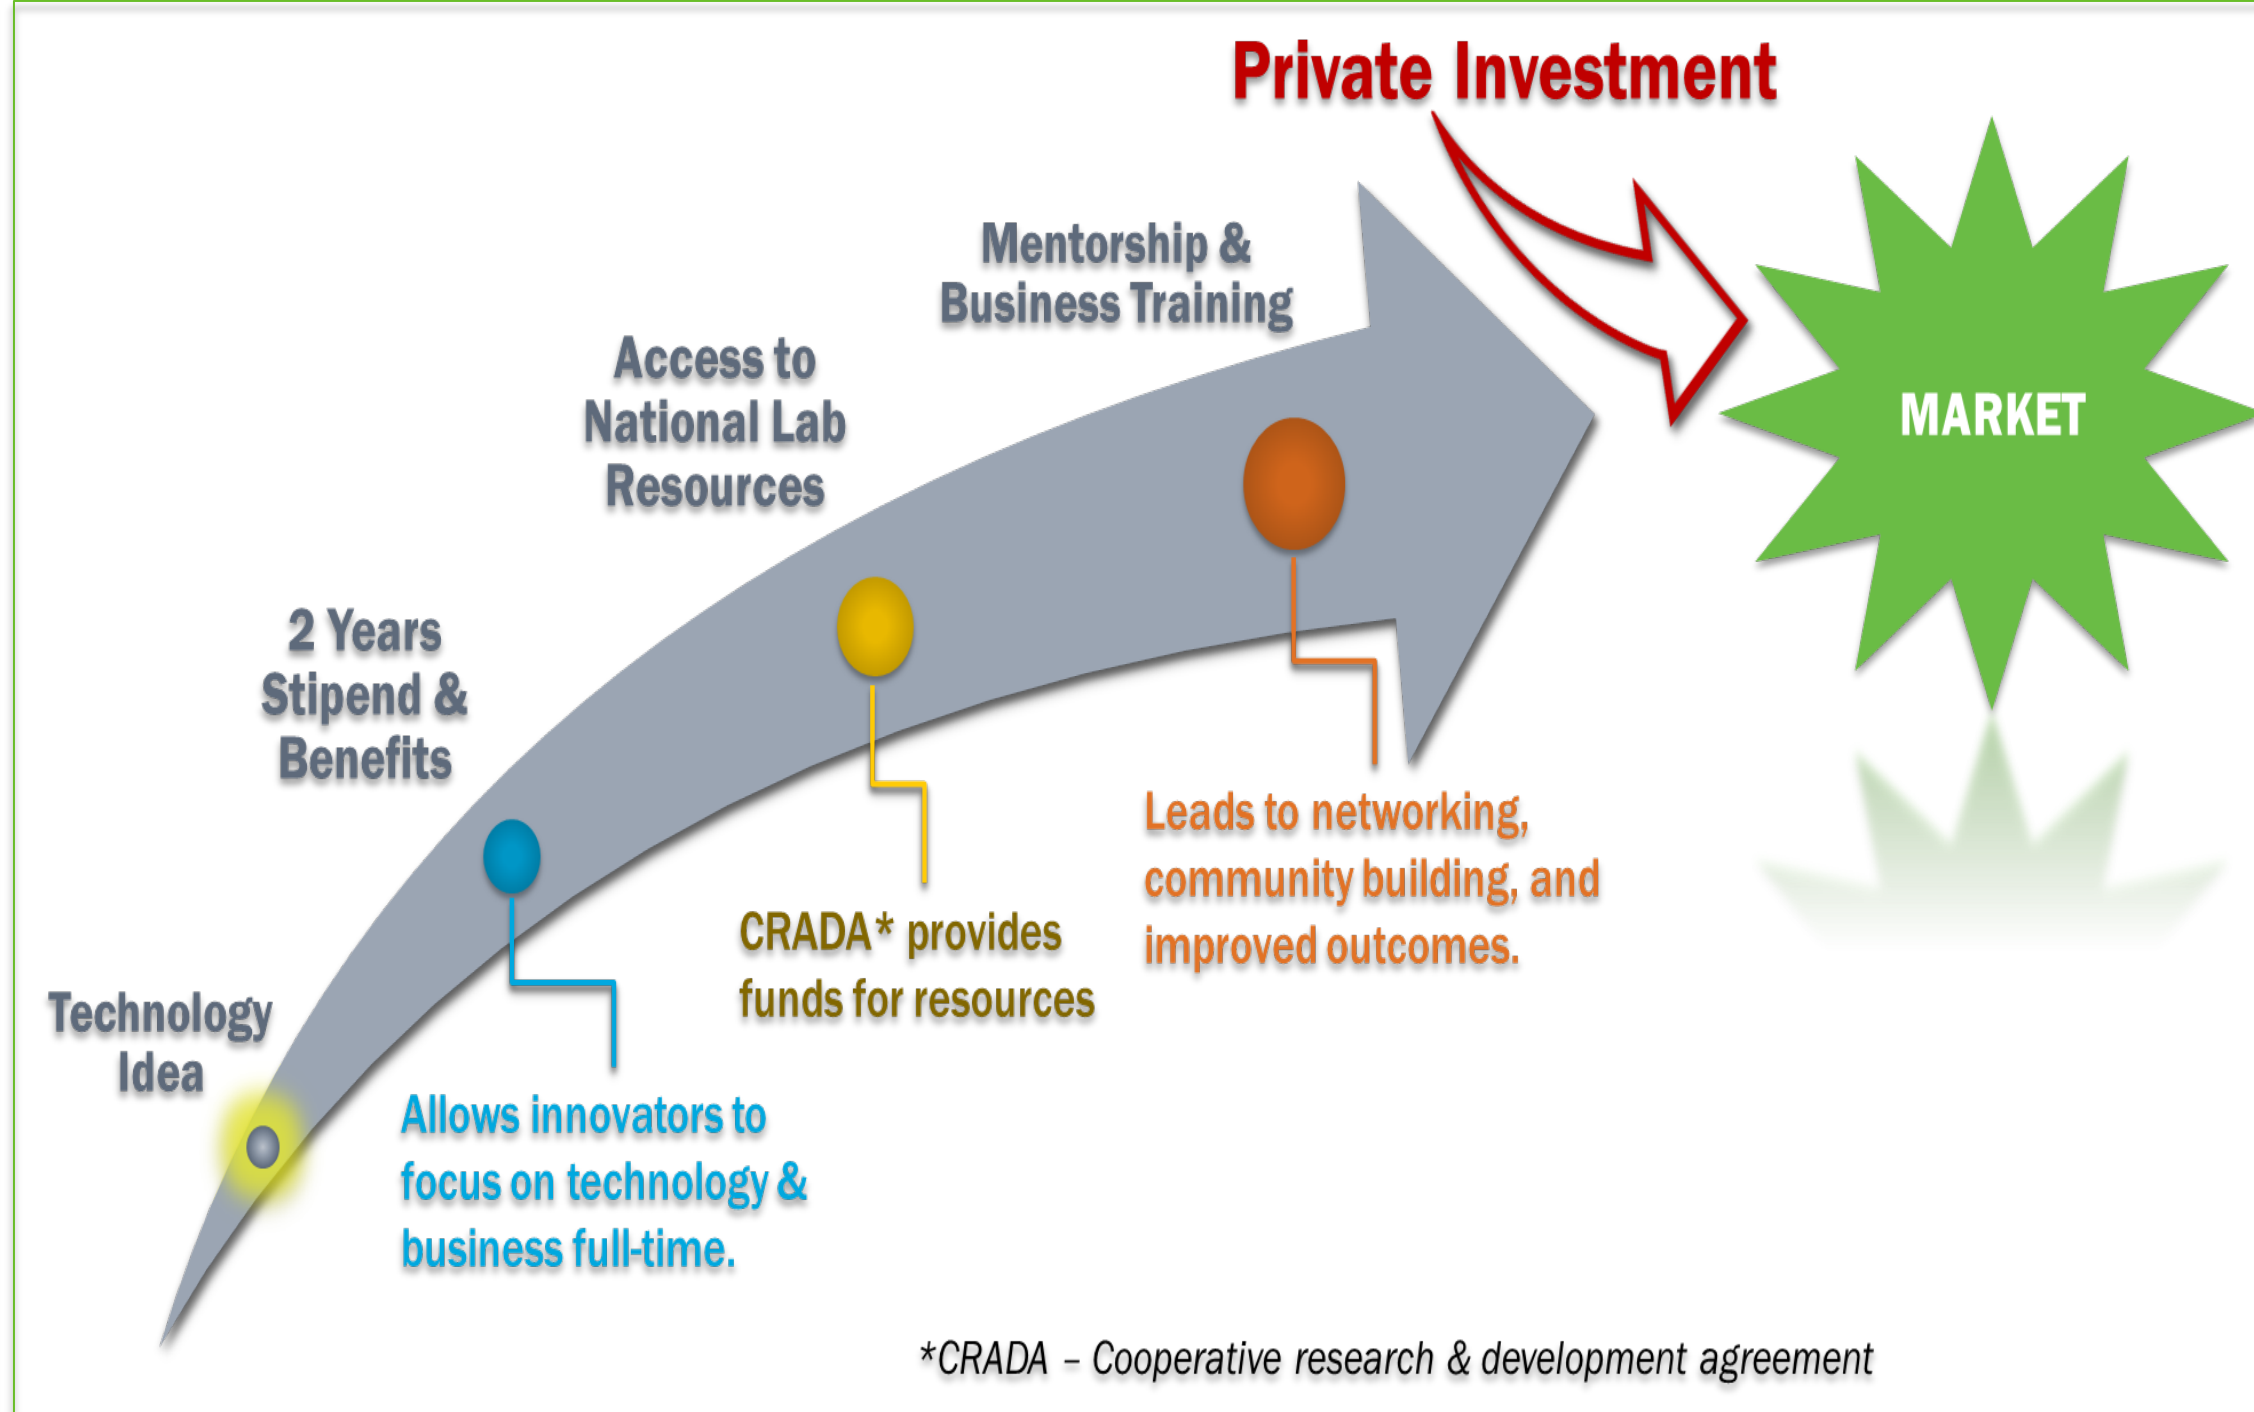 Private Investment
Mentorship &
Business Training
Access to
National Lab
Resources
MARKET
2 Years
Stipend &
Benefits
Leads to networking,
community building, and
improved outcomes.
CRADA* provides
funds for resources
Technology
Idea
Allows innovators to
focus on technology &
business full-time.
*CRADA – Cooperative research & development agreement